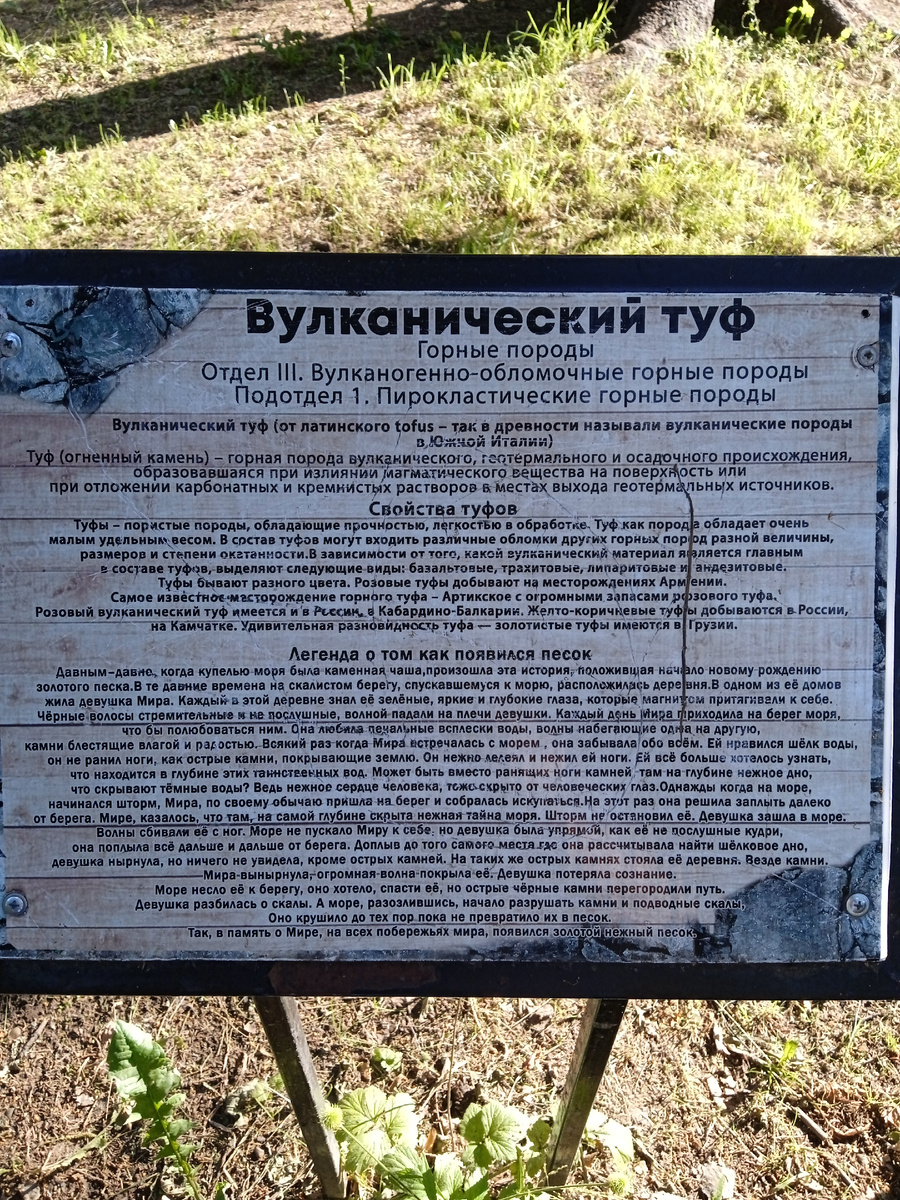 Вулканический туф
Горные породы
Отдел III. Вулканогенно-обломочные горные породы
Подотдел 1. Пирокластические горные породы
Вулканический туф (от латинского tofus – так в древности называли вулканические породы
в Южной Италии)
Туф (огненный камень) – горная порода вулканического, геотермального и осадочного происхождения,
образовавшаяся при излиянии магматического вещества на поверхность или
при отложении карбонатных и кремнистых растворов в местах выхода геотермальных источников.
Свойства туфов
Туфы – пористые породы, обладающие прочностью, легкостью в обработке. Туф как порода обладает очень
малым удельным весом. В состав туфов могут входить различные обломки других горных пород разной величины,
размеров и степени окатанности.В зависимости от того, какой вулканический материал является главным
в составе туфов, выделяют следующие виды: базальтовые, трахитовые, липаритовые и андезитовые.
Туфы бывают разного цвета. Розовые туфы добывают на месторождениях Армении.
Самое известное месторождение горного туфа – Артикское с огромными запасами розового туфа.
Розовый вулканический туф имеется и в России, в Кабардино-Балкарии. Желто-коричневые туфы добываются в России,
на Камчатке. Удивительная разновидность туфа — золотистые туфы имеются в Грузии.
Легенда о том как появился песок
Давным-давно, когда купелью моря была каменная чаша,произошла эта история, положившая начало новому рождению
золотого песка.В те давние времена на скалистом берегу, спускавшемуся к морю, расположилась деревня.В одном из её домов
жила девушка Мира. Каждый в этой деревне знал её зелёные, яркие и глубокие глаза, которые магнитом притягивали к себе.
Чёрные волосы стремительные и не послушные, волной падали на плечи девушки. Каждый день Мира приходила на берег моря,
что бы полюбоваться ним. Она любила печальные всплески воды, волны набегающие одна на другую,
камни блестящие влагой и радостью. Всякий раз когда Мира встречалась с морем , она забывала обо всём. Ей нравился шёлк воды,
он не ранил ноги, как острые камни, покрывающие землю. Он нежно лелеял и нежил ей ноги. Ей всё больше хотелось узнать,
что находится в глубине этих таинственных вод. Может быть вместо ранящих ноги камней, там на глубине нежное дно,
что скрывают тёмные воды? Ведь нежное сердце человека, тоже скрыто от человеческих глаз.Однажды когда на море,
начинался шторм, Мира, по своему обычаю пришла на берег и собралась искупаться.На этот раз она решила заплыть далеко
от берега. Мире, казалось, что там, на самой глубине скрыта нежная тайна моря. Шторм не остановил её. Девушка зашла в море.
Волны сбивали её с ног. Море не пускало Миру к себе, но девушка была упрямой, как её не послушные кудри,
она поплыла всё дальше и дальше от берега. Доплыв до того самого места где она рассчитывала найти шёлковое дно,
девушка нырнула, но ничего не увидела, кроме острых камней. На таких же острых камнях стояла её деревня. Везде камни.
Мира вынырнула, огромная волна покрыла её. Девушка потеряла сознание.
Море несло её к берегу, оно хотело, спасти её, но острые чёрные камни перегородили путь.
Девушка разбилась о скалы. А море, разозлившись, начало разрушать камни и подводные скалы,
Оно крушило до тех пор пока не превратило их в песок.
Так, в память о Мире, на всех побережьях мира, появился золотой нежный песок.